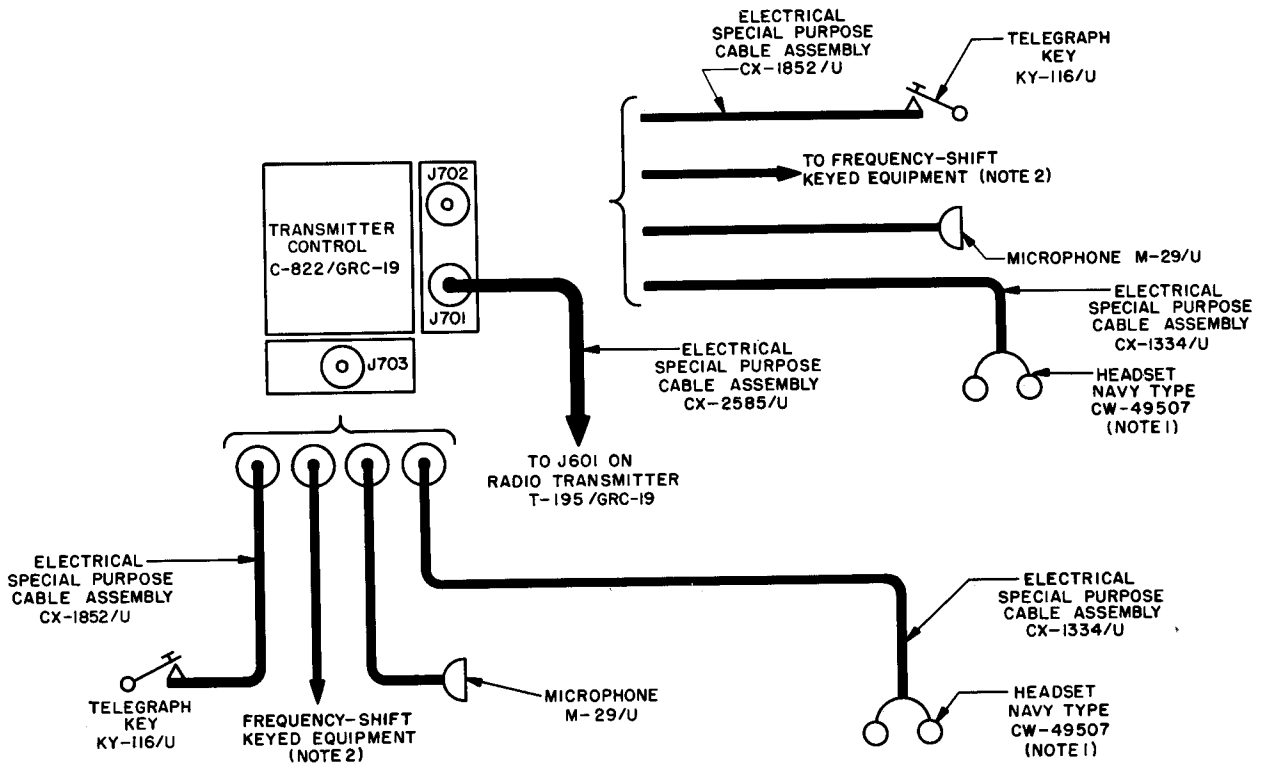 ELECTRICAL
SPECIAL PURPOSE
CABLE ASSEMBLY
CX-1852/U
TELEGRAPH
KEY
KY-116/U
TO FREQUENCY-SHIFT
KEYED EQUIPMENT (NOTE 2)
MICROPHONE M-29/U
ELECTRICAL
SPECIAL PURPOSE
CABLE ASSEMBLY
CX-1334/U
HEADSET
NAVY TYPE
CW-49507
(NOTE 1)
J702
TRANSMITTER
CONTROL
C-822/GRC-19
J701
J703
ELECTRICAL
SPECIAL PURPOSE
CABLE ASSEMBLY
CX-2585/U
TO J601 ON
RADIO TRANSMITTER
T-195/GRC-19
ELECTRICAL
SPECIAL PURPOSE
CABLE ASSEMBLY
CX-1852/U
TELEGRAPH
KEY
KY-116/U
FREQUENCY-SHIFT
KEYED EQUIPMENT
(NOTE 2)
MICROPHONE
M-29/U
ELECTRICAL
SPECIAL PURPOSE
CABLE ASSEMBLY
CX-1334/U
HEADSET
NAVY TYPE
CW-49507
(NOTE 1)